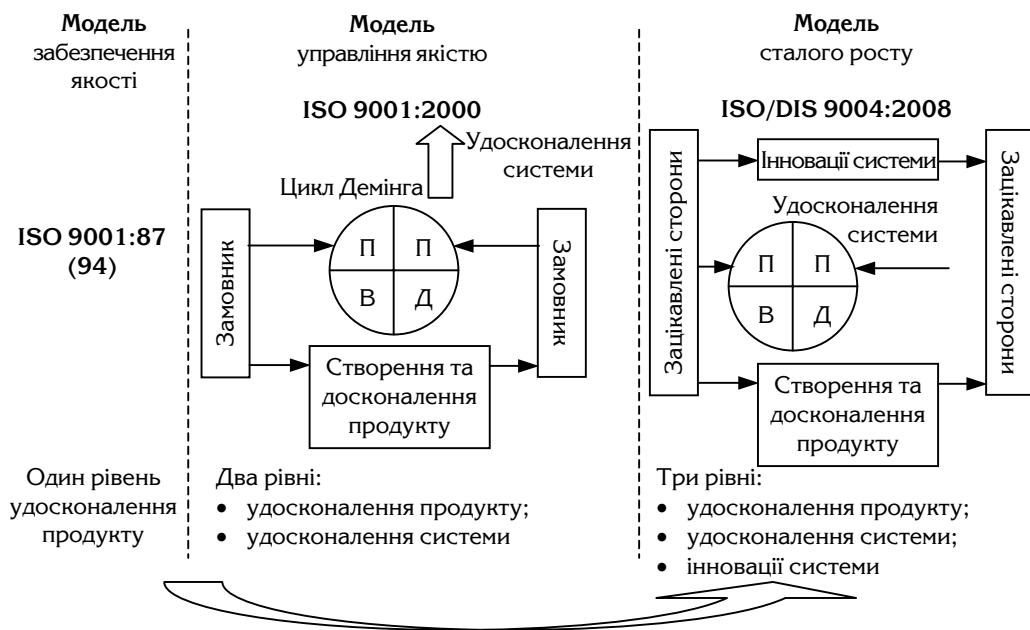 Модель
забезпечення
якості
ISO 9001:87
(94)
Один рівень
удосконалення
продукту
Модель
управління якістю
ISO 9001:2000
Удосконалення
системи
Цикл Демінга
Замовник
П П
В Д
Замовник
Створення та
досконалення
продукту
Два рівні:
• удосконалення продукту;
• удосконалення системи
Модель
сталого росту
ISO/DIS 9004:2008
Зацікавлені сторони
Інновації системи
Удосконалення
системи
П П
В Д
Зацікавлені сторони
Створення та
досконалення
продукту
Три рівні:
• удосконалення продукту;
• удосконалення системи;
• інновації системи